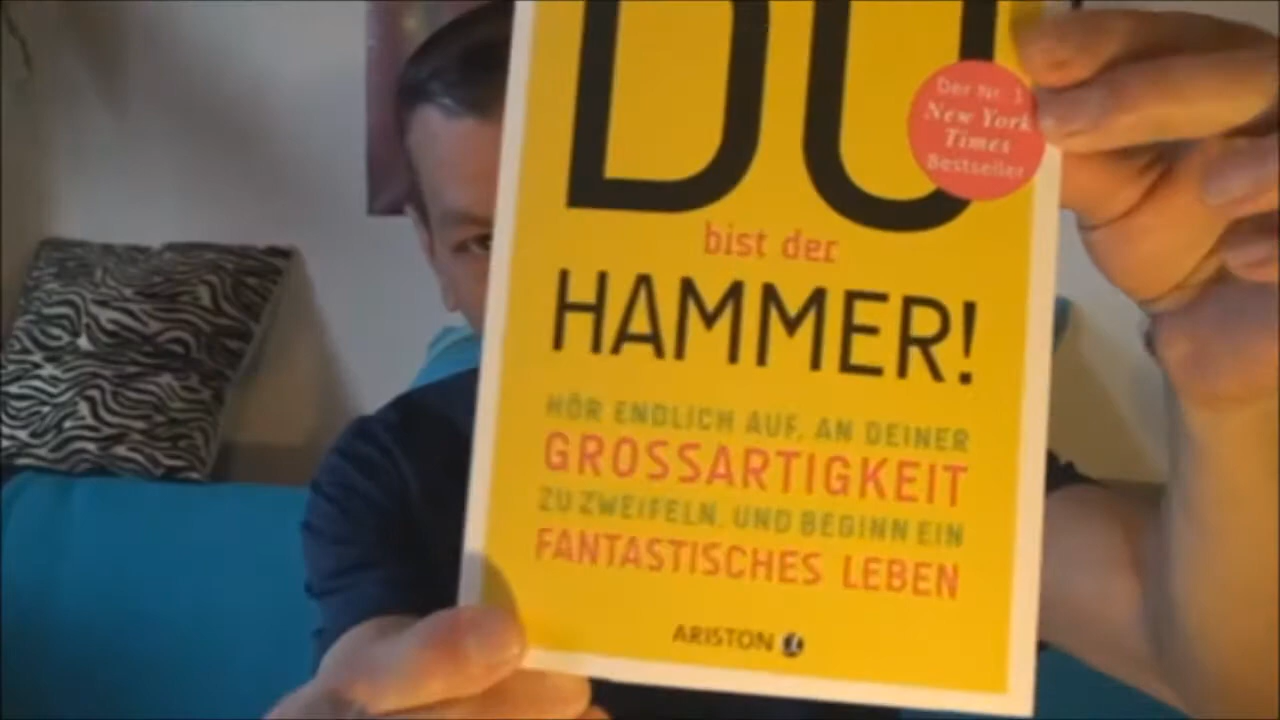 DU
Der Nr. 1
New York
Times
Bestseller
bist der
HAMMER!
HÖR ENDLICH AUF, AN DEINER
GROSSARTIGKEIT
ZU ZWEIFELN, UND BEGINN EIN
FANTASTISCHES LEBEN
ARISTON